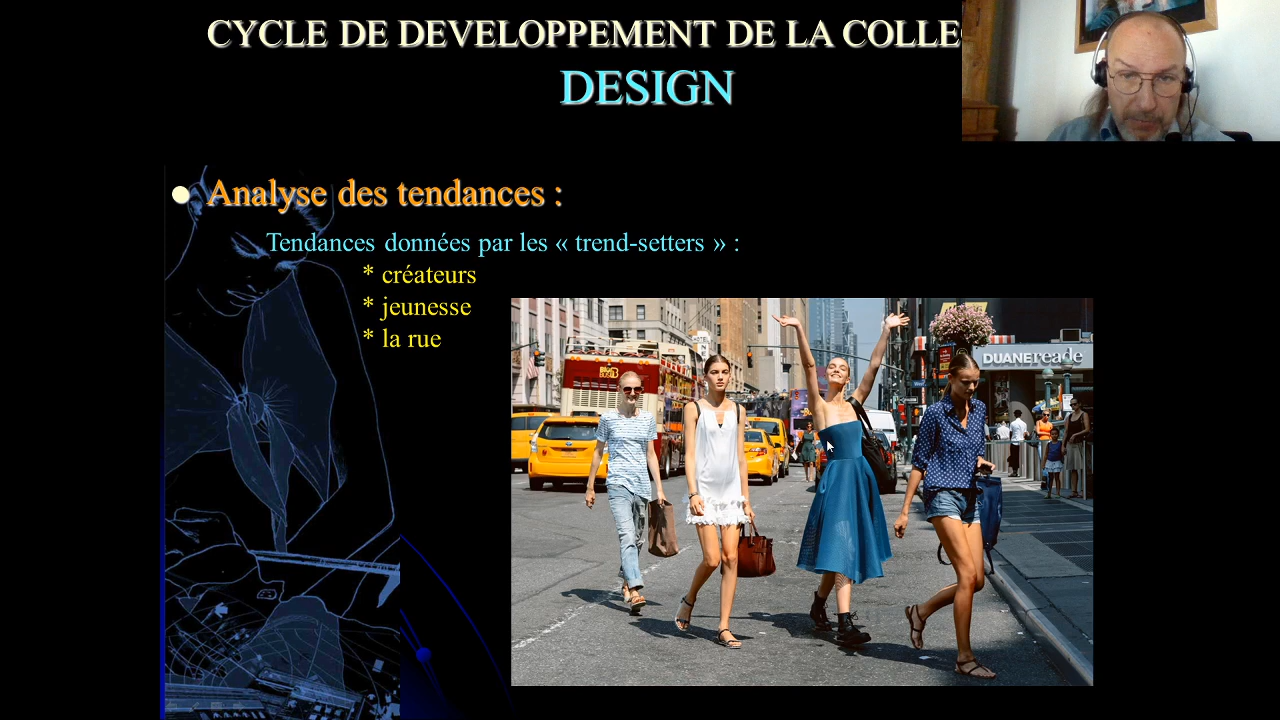 CYCLE DE DEVELOPPEMENT DE LA COLLE
DESIGN
Analyse des tendances :
Tendances données par les « trend-setters » :
* créateurs
* jeunesse
* la rue
DUANEreade